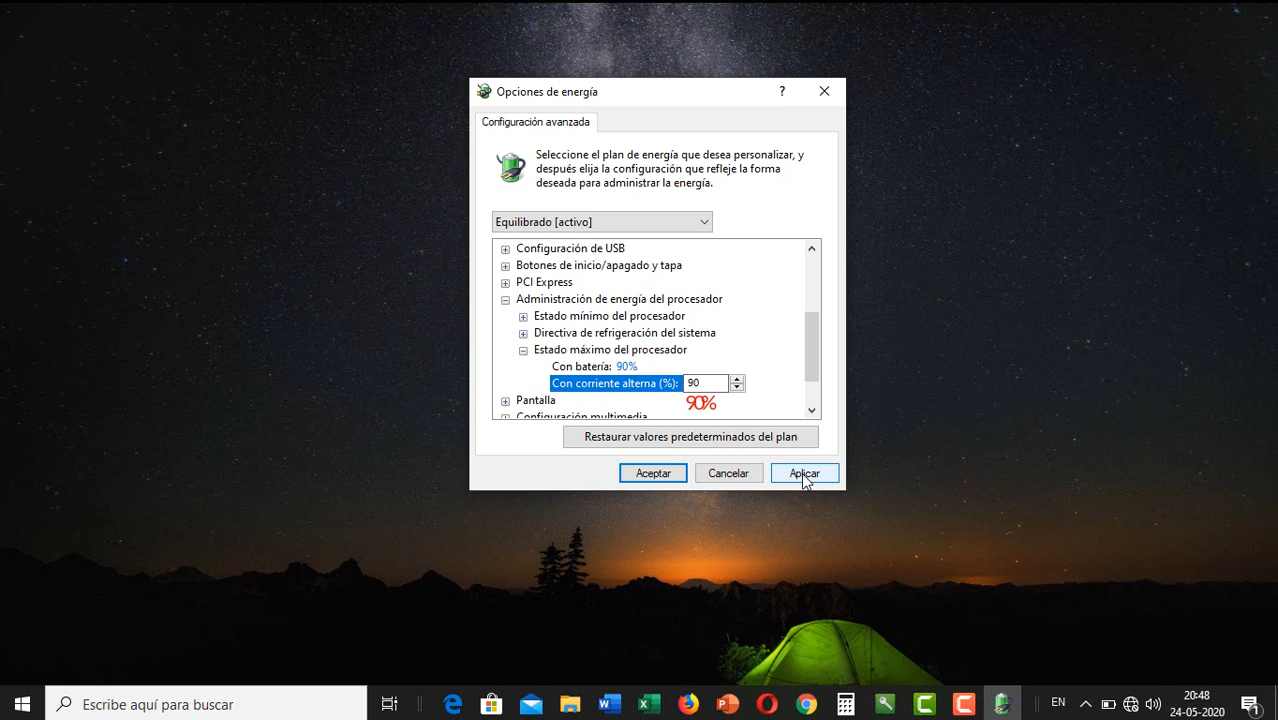 Opciones de energía
?
Configuración avanzada
Seleccione el plan de energía que desea personalizar, y
después elija la configuración que refleje la forma
deseada para administrar la energía.
Equilibrado [activo]
Configuración de USB
Botones de inicio/apagado y tapa
PCI Express
Administración de energía del procesador
Estado mínimo del procesador
Directiva de refrigeración del sistema
Estado máximo del procesador
Con batería: 90%
Con corriente alterna (%): 90
90%
Pantalla
Configuración multimedia
Restaurar valores predeterminados del plan
Aceptar
Cancelar
Aplicar
Escribe aquí para buscar
EN
20:48
24-05-2020
1